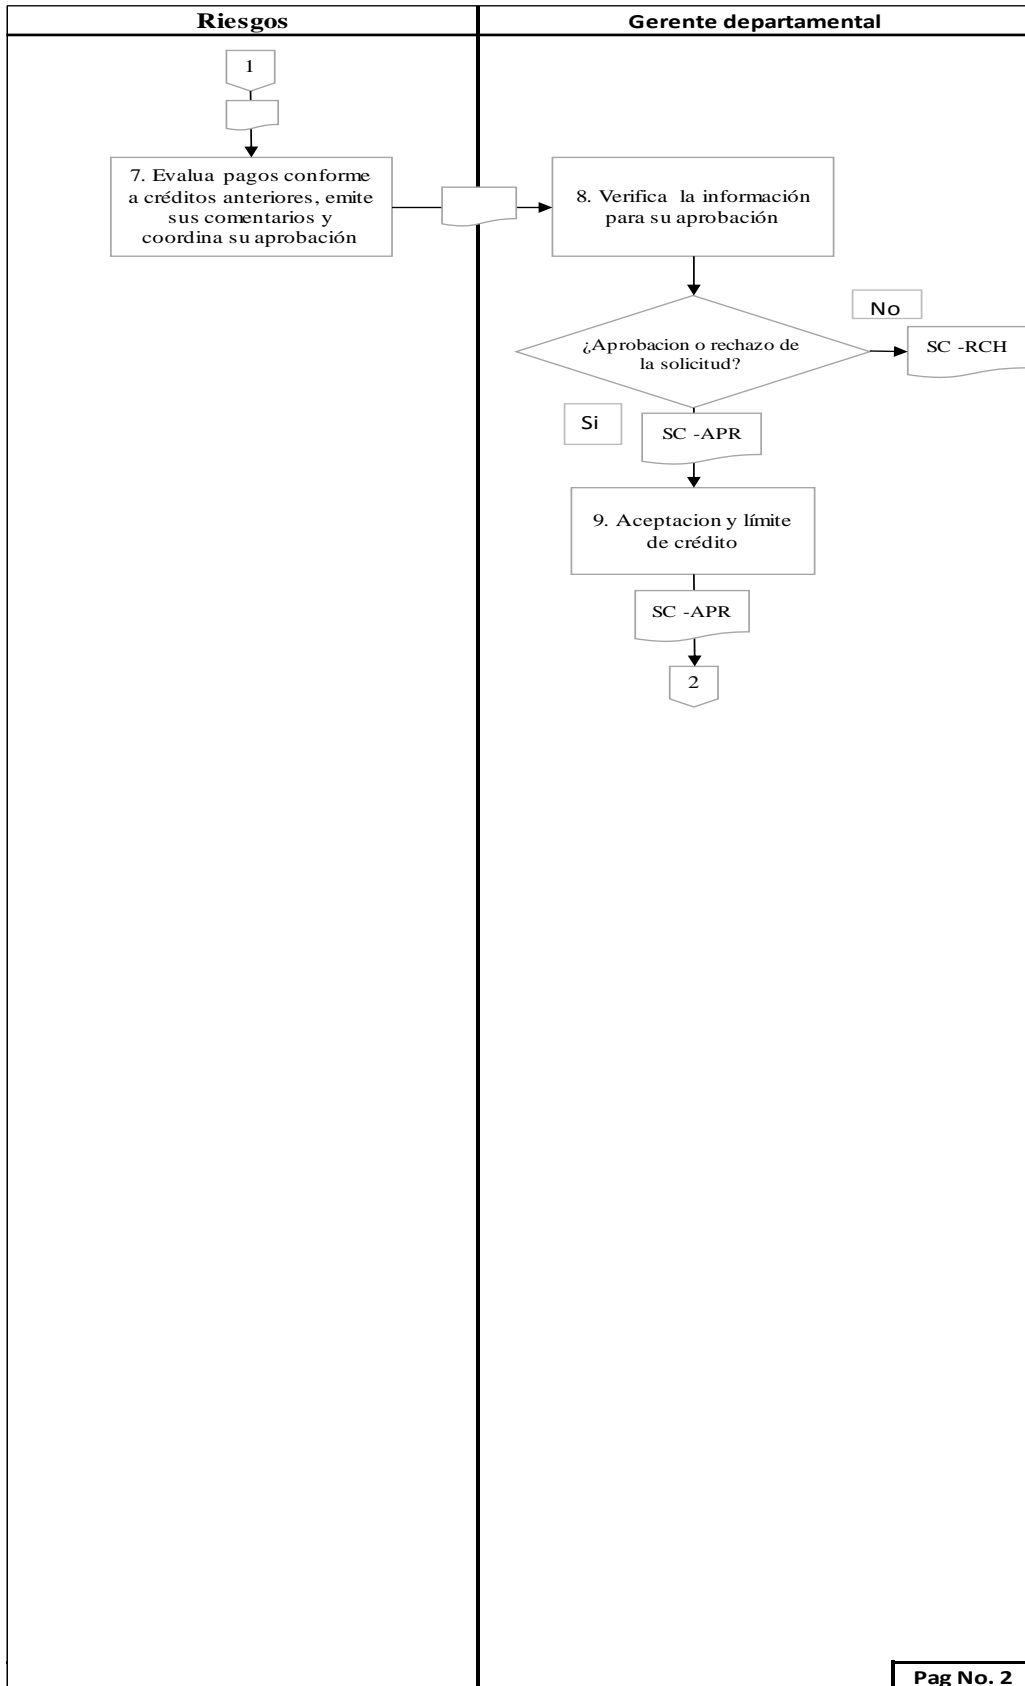 Riesgos
Gerente departamental
1
7. Evalua pagos conforme
a créditos anteriores, emite
sus comentarios y
coordina su aprobación
8. Verifica la información
para su aprobación
¿Aprobacion o rechazo de
la solicitud?
No
SC -RCH
Si
SC -APR
9. Aceptacion y límite
de crédito
SC -APR
2
Pag No. 2